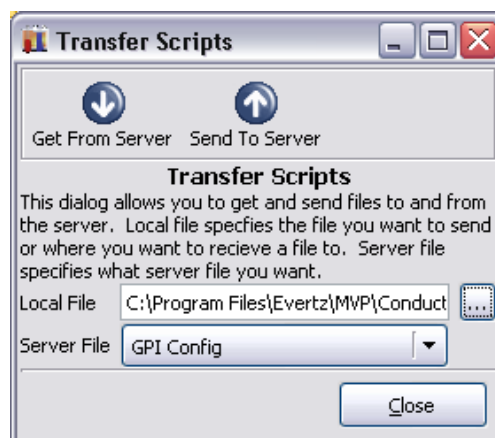 Transfer Scripts
Get From Server Send To Server
Transfer Scripts
This dialog allows you to get and send files to and from
the server. Local file specfies the file you want to send
or where you want to recieve a file to. Server file
specifies what server file you want.
Local File C:\Program Files\Evertz\MVP\Conduct ...
Server File GPI Config
Close